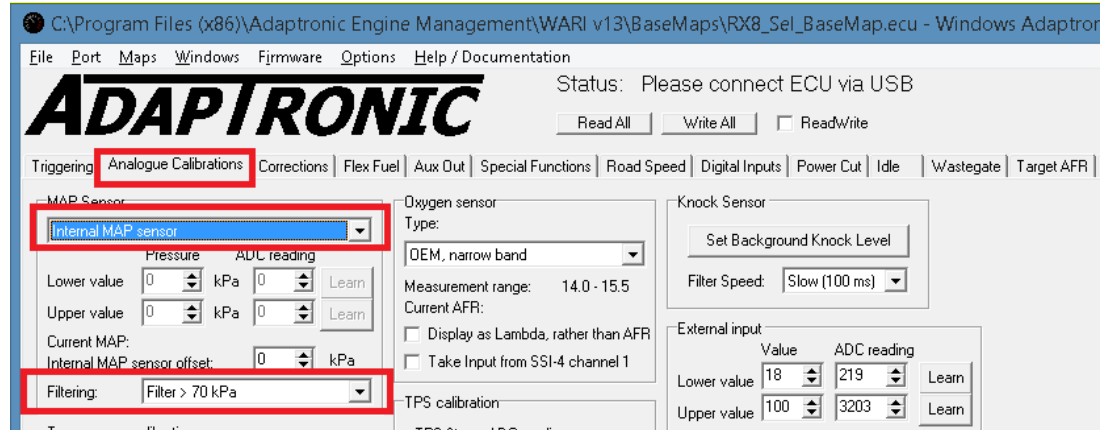 C:\Program Files (x86)\Adaptronic Engine Management\WARI v13\BaseMaps\RX8_Sel_BaseMap.ecu - Windows Adaptron
File Port Maps Windows Firmware Options Help / Documentation
ADAPTRONIC
Status: Please connect ECU via USB
Read All Write All ReadWrite
Triggering Analogue Calibrations Corrections Flex Fuel Aux Out Special Functions Road Speed Digital Inputs Power Cut Idle Wastegate Target AFR
MAP Sensor
Internal MAP sensor
Pressure ADC reading
Lower value 0 kPa 0 Learn
Upper value 0 kPa 0 Learn
Current MAP:
Internal MAP sensor offset: 0 kPa
Filtering: Filter > 70 kPa
Oxygen sensor
Type:
OEM, narrow band
Measurement range: 14.0 - 15.5
Current AFR:
Display as Lambda, rather than AFR
Take Input from SSI-4 channel 1
TPS calibration
Knock Sensor
Set Background Knock Level
Filter Speed: Slow (100 ms)
External input
Value ADC reading
Lower value 18 219 Learn
Upper value 100 3203 Learn